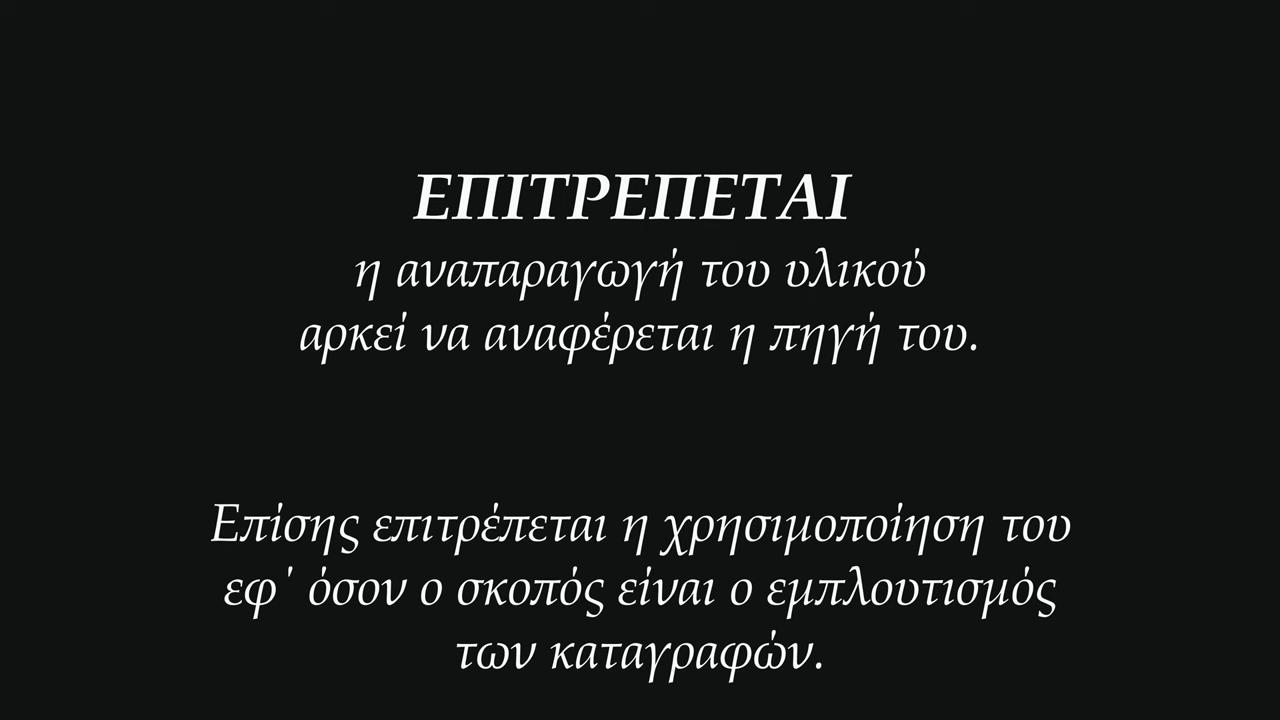 ΕΠΙΤΡΕΠΕΤΑΙ
η αναπαραγωγή του υλικού
αρκεί να αναφέρεται η πηγή του.
Επίσης επιτρέπεται η χρησιμοποίηση του
εφ΄ όσον ο σκοπός είναι ο εμπλουτισμός
των καταγραφών.